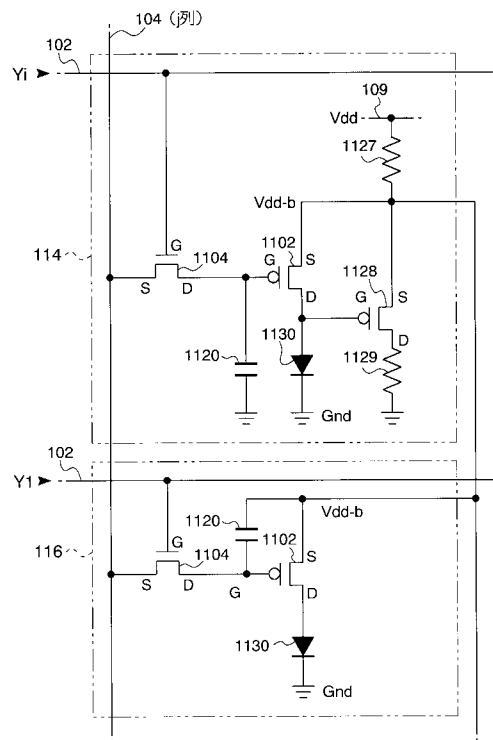 104 (j列)
102
Yi
109
Vdd
1127
Vdd-b
1102
S
G
D
1128
S
G
D
114
G
1104
S
D
1120
1130
1129
Gnd
102
Y1
1120
Vdd-b
1102
S
D
116
G
1104
S
D
G
1130
Gnd